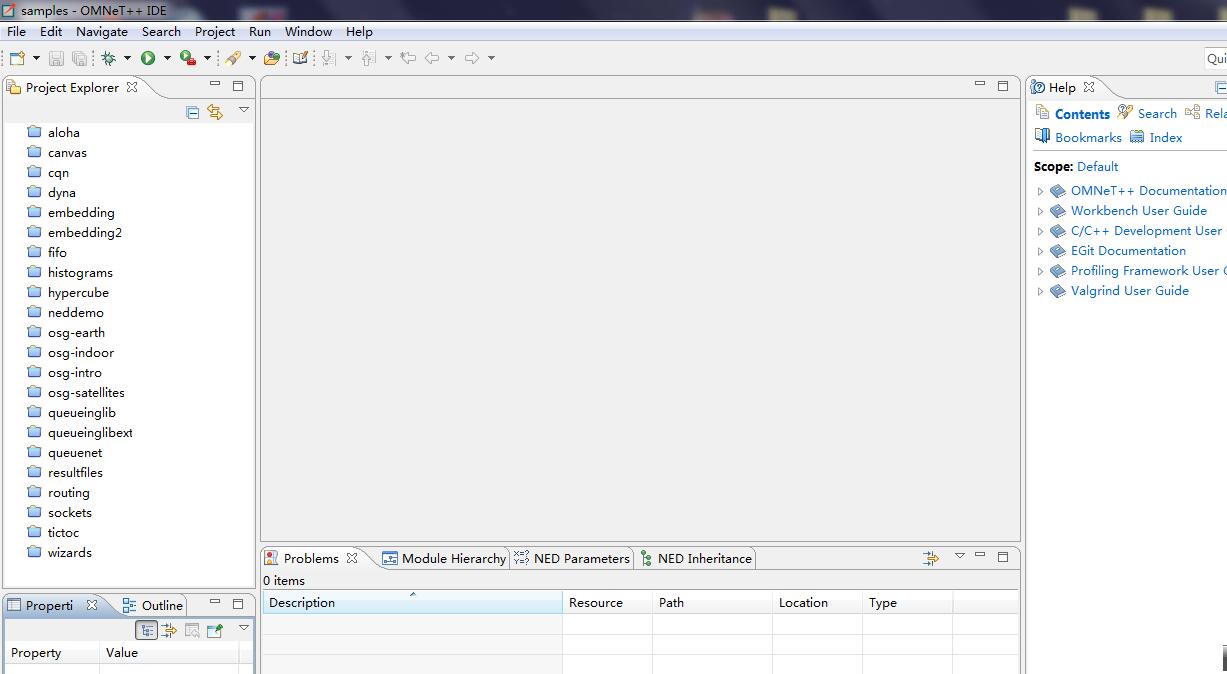 samples - OMNeT++ IDE
File Edit Navigate Search Project Run Window Help
Qui
Project Explorer
aloha
canvas
cqn
dyna
embedding
embedding2
fifo
histograms
hypercube
neddemo
osg-earth
osg-indoor
osg-intro
osg-satellites
queueinglib
queueinglibext
queuenet
resultfiles
routing
sockets
tictoc
wizards
Properti Outline
Property Value
Problems Module Hierarchy NED Parameters NED Inheritance
0 items
Description Resource Path Location Type
Help
Contents Search Rela
Bookmarks Index
Scope: Default
OMNeT++ Documentation
Workbench User Guide
C/C++ Development User
EGit Documentation
Profiling Framework User
Valgrind User Guide